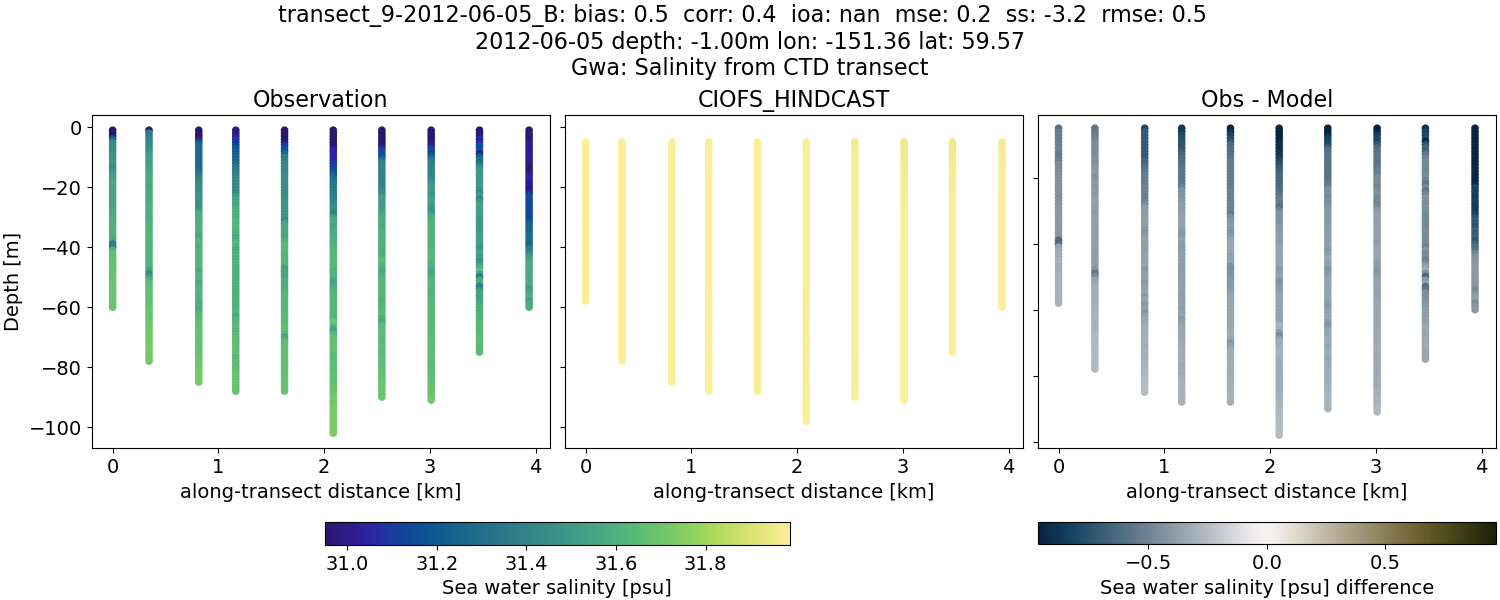 transect_9-2012-06-05_B: bias: 0.5  corr: 0.4  ioa: nan  mse: 0.2  ss: -3.2  rmse: 0.5
2012-06-05 depth: -1.00m lon: -151.36 lat: 59.57
Gwa: Salinity from CTD transect
Observation
CIOFS_HINDCAST
Obs - Model
Depth [m]
0
−20
−40
−60
−80
−100
0 1 2 3 4
0 1 2 3 4
0 1 2 3 4
along-transect distance [km]
along-transect distance [km]
along-transect distance [km]
31.0 31.2 31.4 31.6 31.8
Sea water salinity [psu]
−0.5 0.0 0.5
Sea water salinity [psu] difference